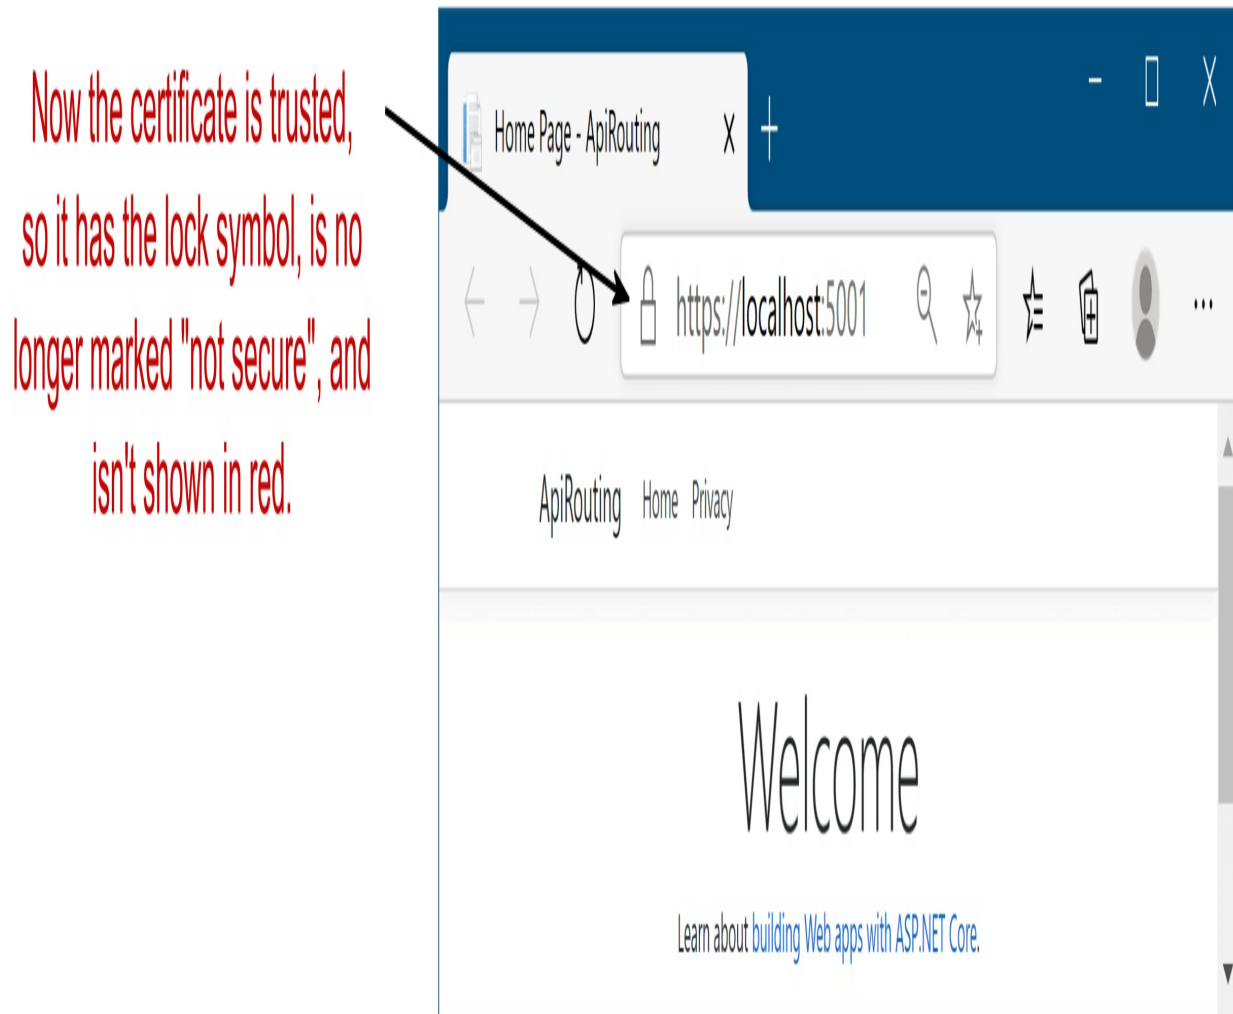 Now the certificate is trusted,
so it has the lock symbol, is no
longer marked "not secure", and
isn't shown in red.
Home Page - ApiRouting
https://localhost:5001
ApiRouting Home Privacy
Welcome
Learn about building Web apps with ASP.NET Core.